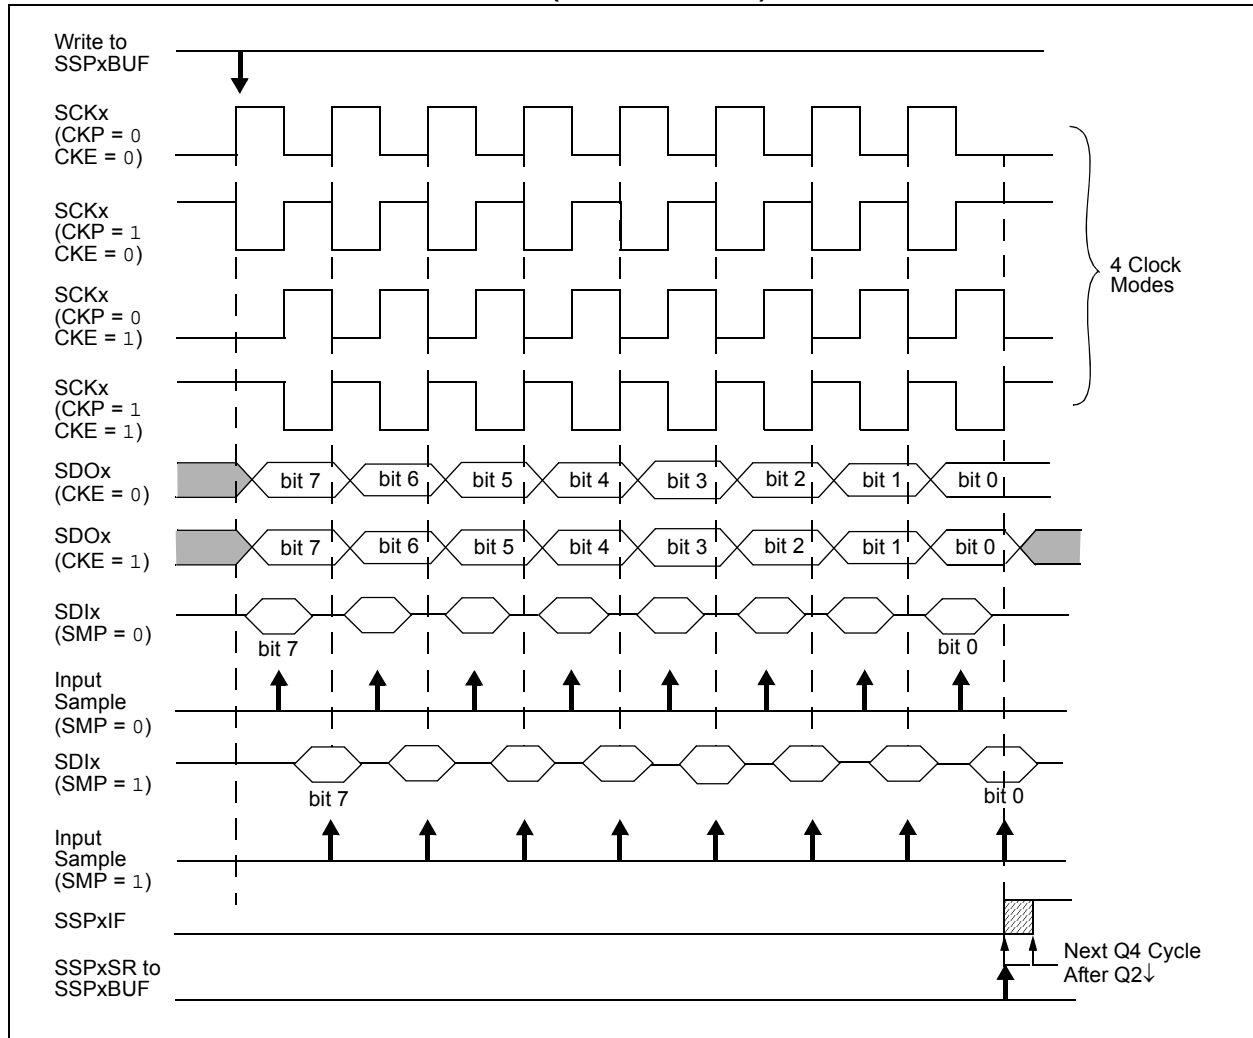 Write to
SSPxBUF
SCKx
(CKP = 0
CKE = 0)
SCKx
(CKP = 1
CKE = 0)
SCKx
(CKP = 0
CKE = 1)
SCKx
(CKP = 1
CKE = 1)
4 Clock
Modes
SDOx
(CKE = 0)
bit 7 bit 6 bit 5 bit 4 bit 3 bit 2 bit 1 bit 0
SDOx
(CKE = 1)
bit 7 bit 6 bit 5 bit 4 bit 3 bit 2 bit 1 bit 0
SDIx
(SMP = 0)
bit 7 bit 0
Input
Sample
(SMP = 0)
SDIx
(SMP = 1)
bit 7 bit 0
Input
Sample
(SMP = 1)
SSPxIF
SSPxSR to
SSPxBUF
Next Q4 Cycle
After Q2↓